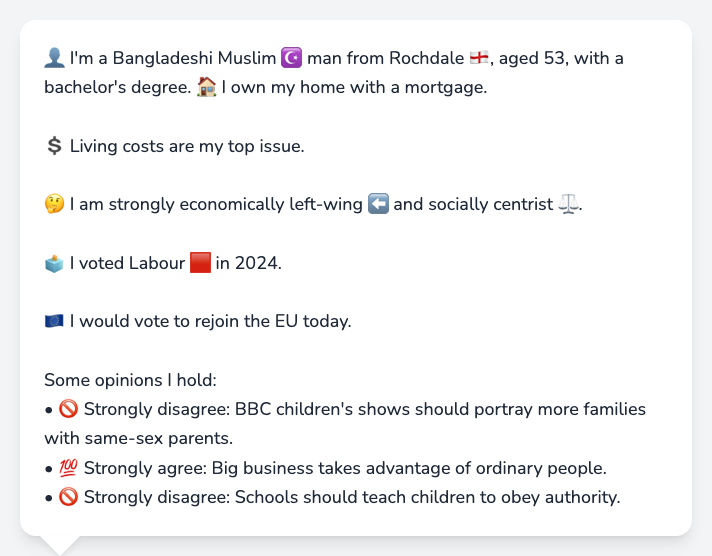 👤 I'm a Bangladeshi Muslim ☪️ man from Rochdale 🏴󠁧󠁢󠁥󠁮󠁧󠁿, aged 53, with a
bachelor's degree. 🏠 I own my home with a mortgage.
💲 Living costs are my top issue.
🤔 I am strongly economically left-wing ⬅️ and socially centrist ⚖️.
🗳️ I voted Labour 🟥 in 2024.
🇪🇺 I would vote to rejoin the EU today.
Some opinions I hold:
• 🚫 Strongly disagree: BBC children's shows should portray more families
with same-sex parents.
• 💯 Strongly agree: Big business takes advantage of ordinary people.
• 🚫 Strongly disagree: Schools should teach children to obey authority.